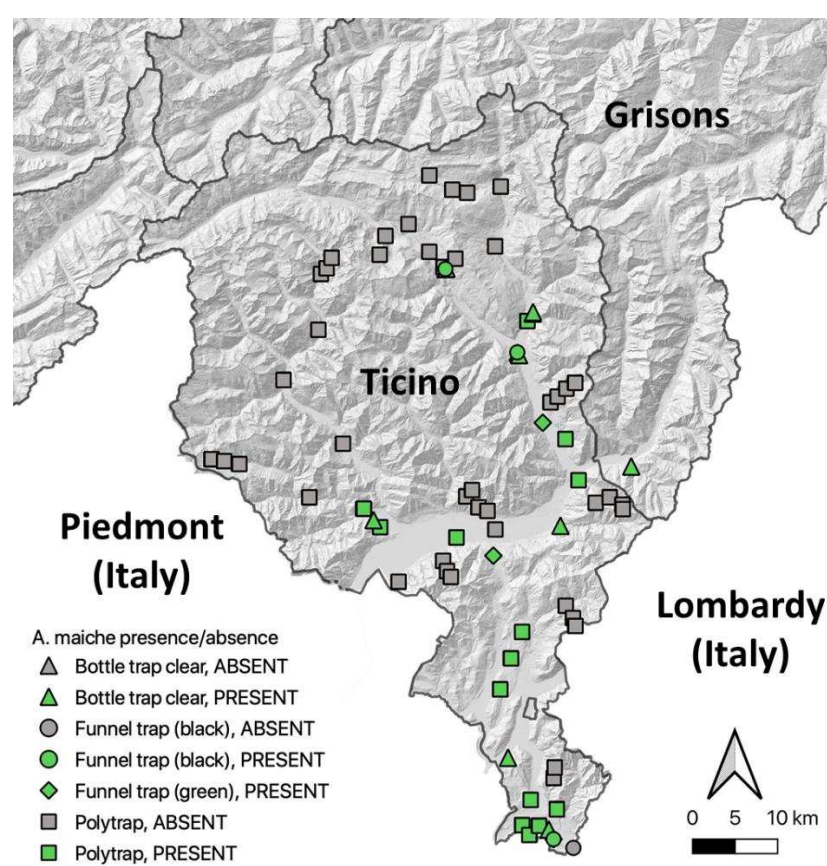 Grisons
Ticino
Piedmont
(Italy)
Lombardy
(Italy)
A. maiche presence/absence
Bottle trap clear, ABSENT
Bottle trap clear, PRESENT
Funnel trap (black), ABSENT
Funnel trap (black), PRESENT
Funnel trap (green), PRESENT
Polytrap, ABSENT
Polytrap, PRESENT
0 5 10 km